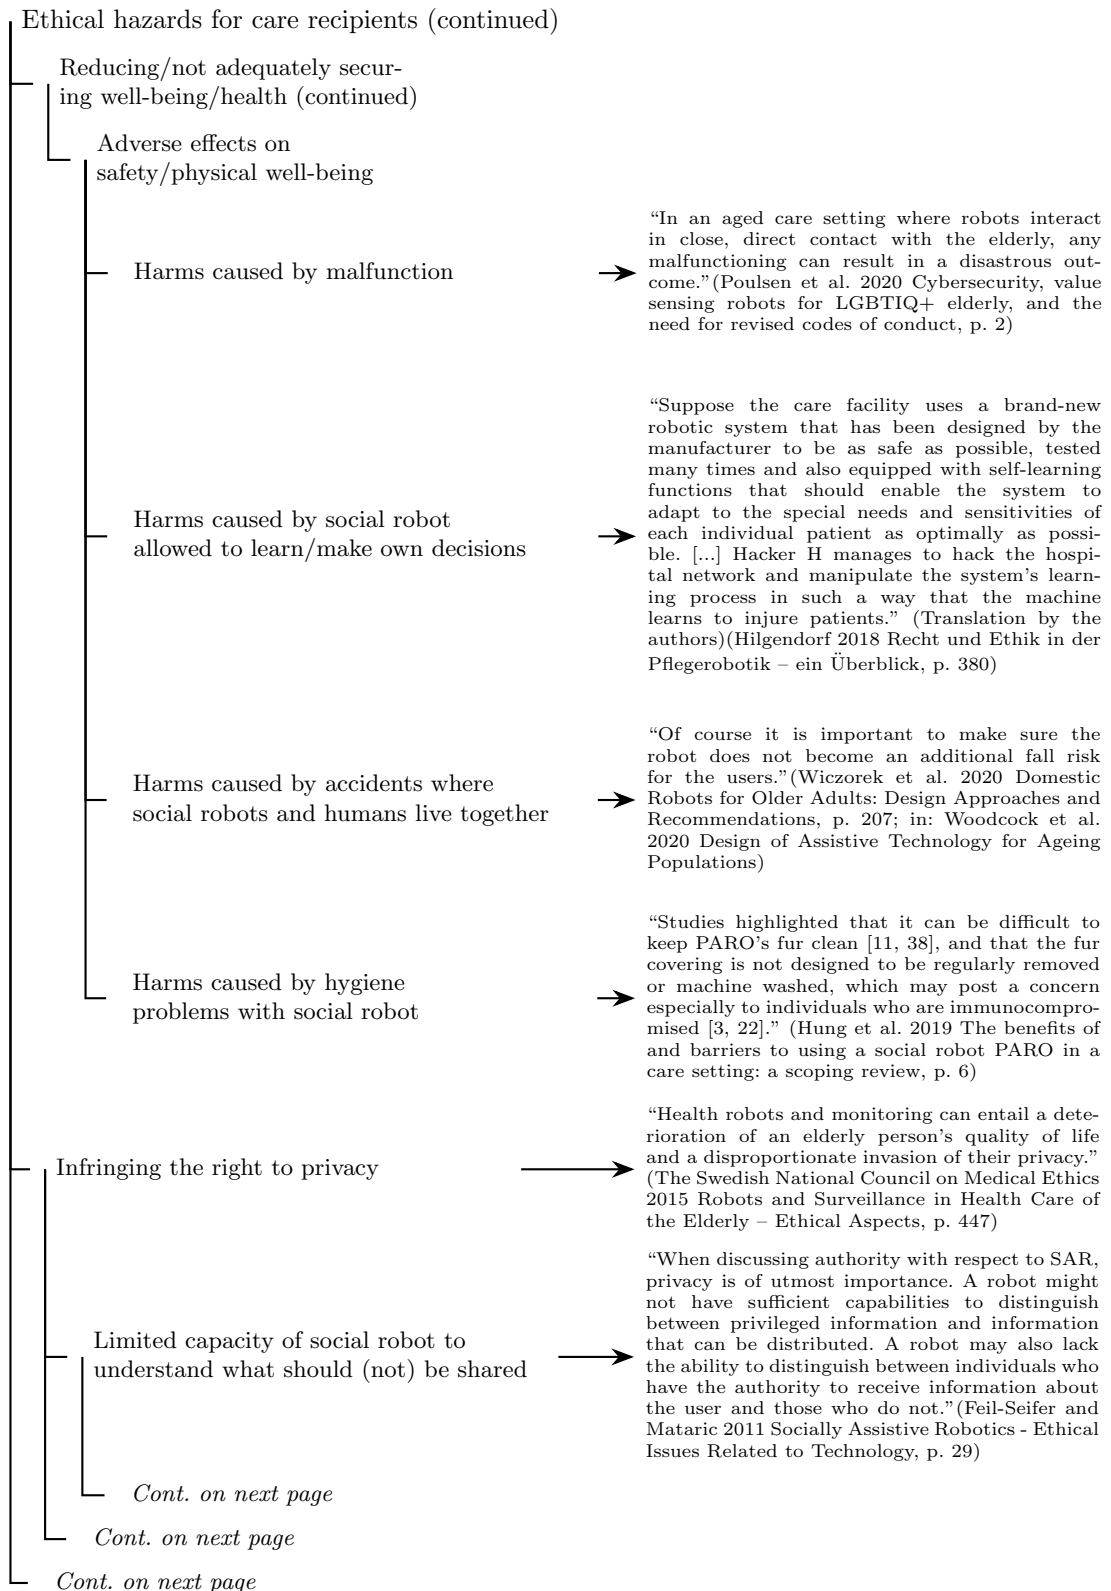 Ethical hazards for care recipients (continued)
Reducing/not adequately secur-
ing well-being/health (continued)
Adverse effects on
safety/physical well-being
Harms caused by malfunction
“In an aged care setting where robots interact
in close, direct contact with the elderly, any
malfunctioning can result in a disastrous out-
come.”(Poulsen et al. 2020 Cybersecurity, value
sensing robots for LGBTIQ+ elderly, and the
need for revised codes of conduct, p. 2)
Harms caused by social robot
allowed to learn/make own decisions
“Suppose the care facility uses a brand-new
robotic system that has been designed by the
manufacturer to be as safe as possible, tested
many times and also equipped with self-learning
functions that should enable the system to
adapt to the special needs and sensitivities of
each individual patient as optimally as possi-
ble. [...] Hacker H manages to hack the hospi-
tal network and manipulate the system’s learn-
ing process in such a way that the machine
learns to injure patients.” (Translation by the
authors)(Hilgendorf 2018 Recht und Ethik in der
Pflegerobotik – ein Überblick, p. 380)
Harms caused by accidents where
social robots and humans live together
“Of course it is important to make sure the
robot does not become an additional fall risk
for the users.”(Wiczorek et al. 2020 Domestic
Robots for Older Adults: Design Approaches and
Recommendations, p. 207; in: Woodcock et al.
2020 Design of Assistive Technology for Ageing
Populations)
Harms caused by hygiene
problems with social robot
“Studies highlighted that it can be difficult to
keep PARO’s fur clean [11, 38], and that the fur
covering is not designed to be regularly removed
or machine washed, which may post a concern
especially to individuals who are immunocompro-
mised [3, 22].” (Hung et al. 2019 The benefits of
and barriers to using a social robot PARO in a
care setting: a scoping review, p. 6)
Infringing the right to privacy
“Health robots and monitoring can entail a dete-
rioration of an elderly person’s quality of life
and a disproportionate invasion of their privacy.”
(The Swedish National Council on Medical Ethics
2015 Robots and Surveillance in Health Care of
the Elderly – Ethical Aspects, p. 447)
Limited capacity of social robot to
understand what should (not) be shared
“When discussing authority with respect to SAR,
privacy is of utmost importance. A robot might
not have sufficient capabilities to distinguish
between privileged information and information
that can be distributed. A robot may also lack
the ability to distinguish between individuals who
have the authority to receive information about
the user and those who do not.”(Feil-Seifer and
Mataric 2011 Socially Assistive Robotics - Ethical
Issues Related to Technology, p. 29)
Cont. on next page
Cont. on next page
Cont. on next page